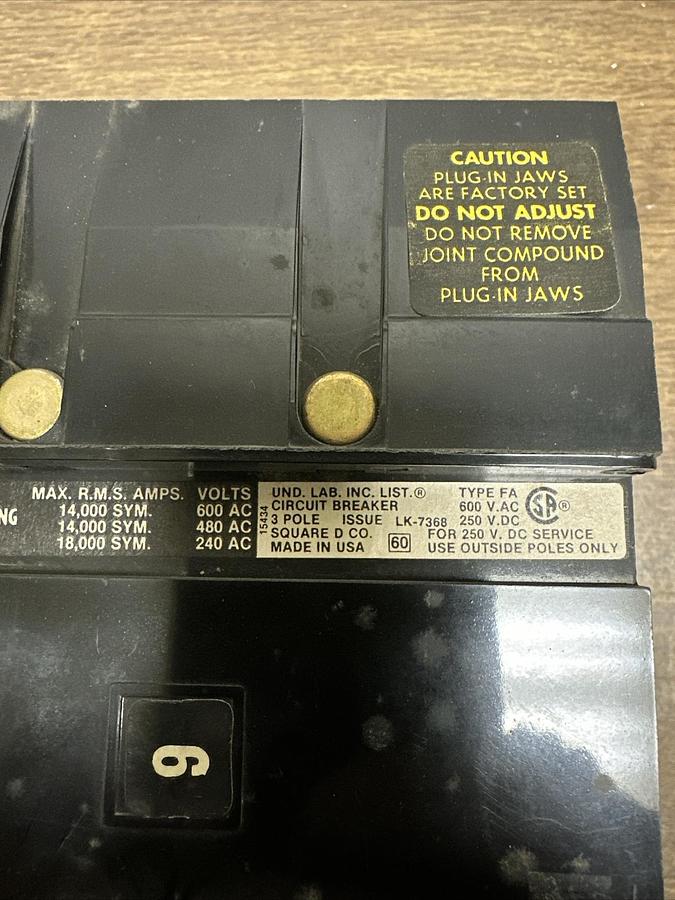 CAUTION
PLUG-IN JAWS
ARE FACTORY SET
DO NOT ADJUST
DO NOT REMOVE
JOINT COMPOUND
FROM
PLUG-IN JAWS
NG
MAX. R.M.S. AMPS. VOLTS
14,000 SYM. 600 AC
14,000 SYM. 480 AC
18,000 SYM. 240 AC
15434
UND. LAB. INC. LIST.®
CIRCUIT BREAKER
3 POLE ISSUE LK-7368
SQUARE D CO.
MADE IN USA 60
TYPE FA
600 V.AC
250 V.DC
SA ®
FOR 250 V. DC SERVICE
USE OUTSIDE POLES ONLY
9